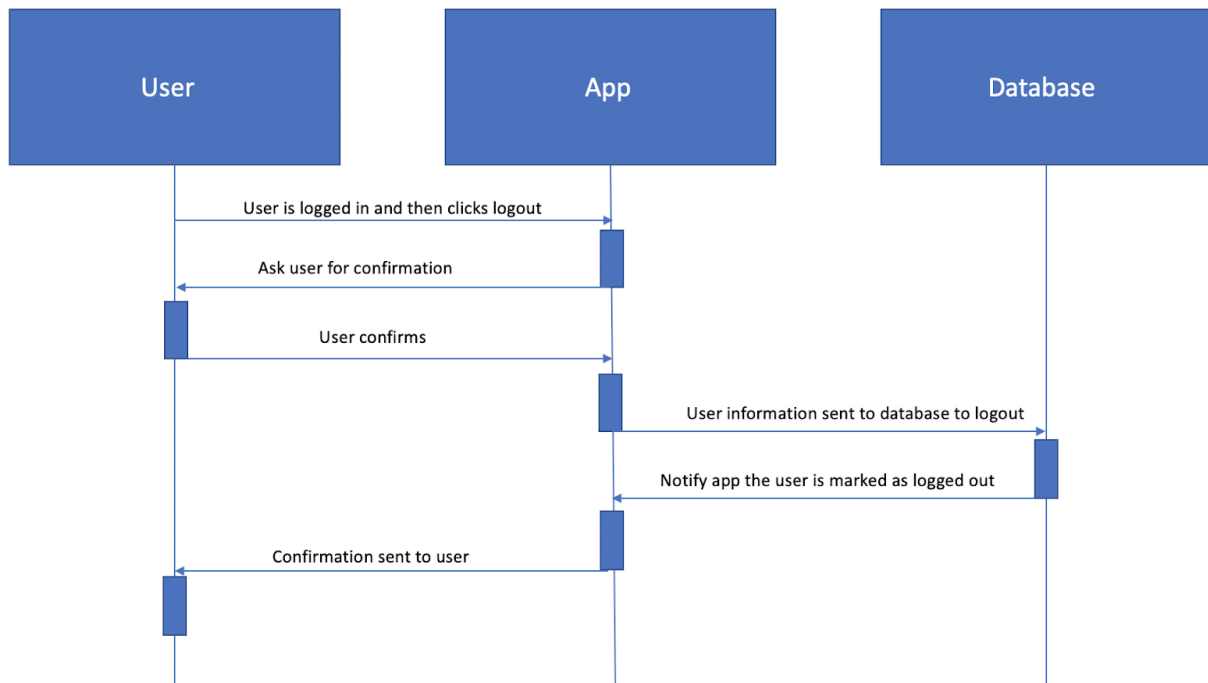 User
App
Database
User is logged in and then clicks logout
Ask user for confirmation
User confirms
User information sent to database to logout
Notify app the user is marked as logged out
Confirmation sent to user